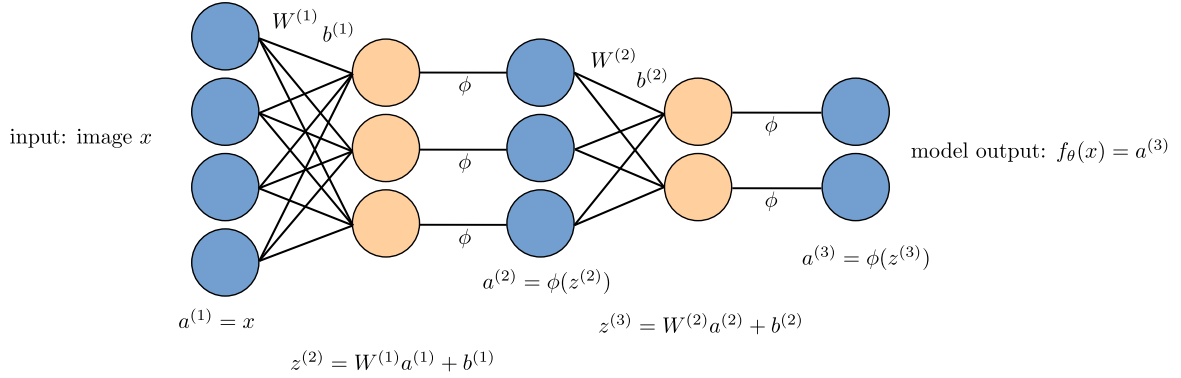 W^{(1)}
b^{(1)}
W^{(2)}
b^{(2)}
ϕ
ϕ
ϕ
ϕ
ϕ
input: image x
model output: f_θ(x) = a^{(3)}
a^{(1)} = x
a^{(2)} = ϕ(z^{(2)})
a^{(3)} = ϕ(z^{(3)})
z^{(3)} = W^{(2)}a^{(2)} + b^{(2)}
z^{(2)} = W^{(1)}a^{(1)} + b^{(1)}